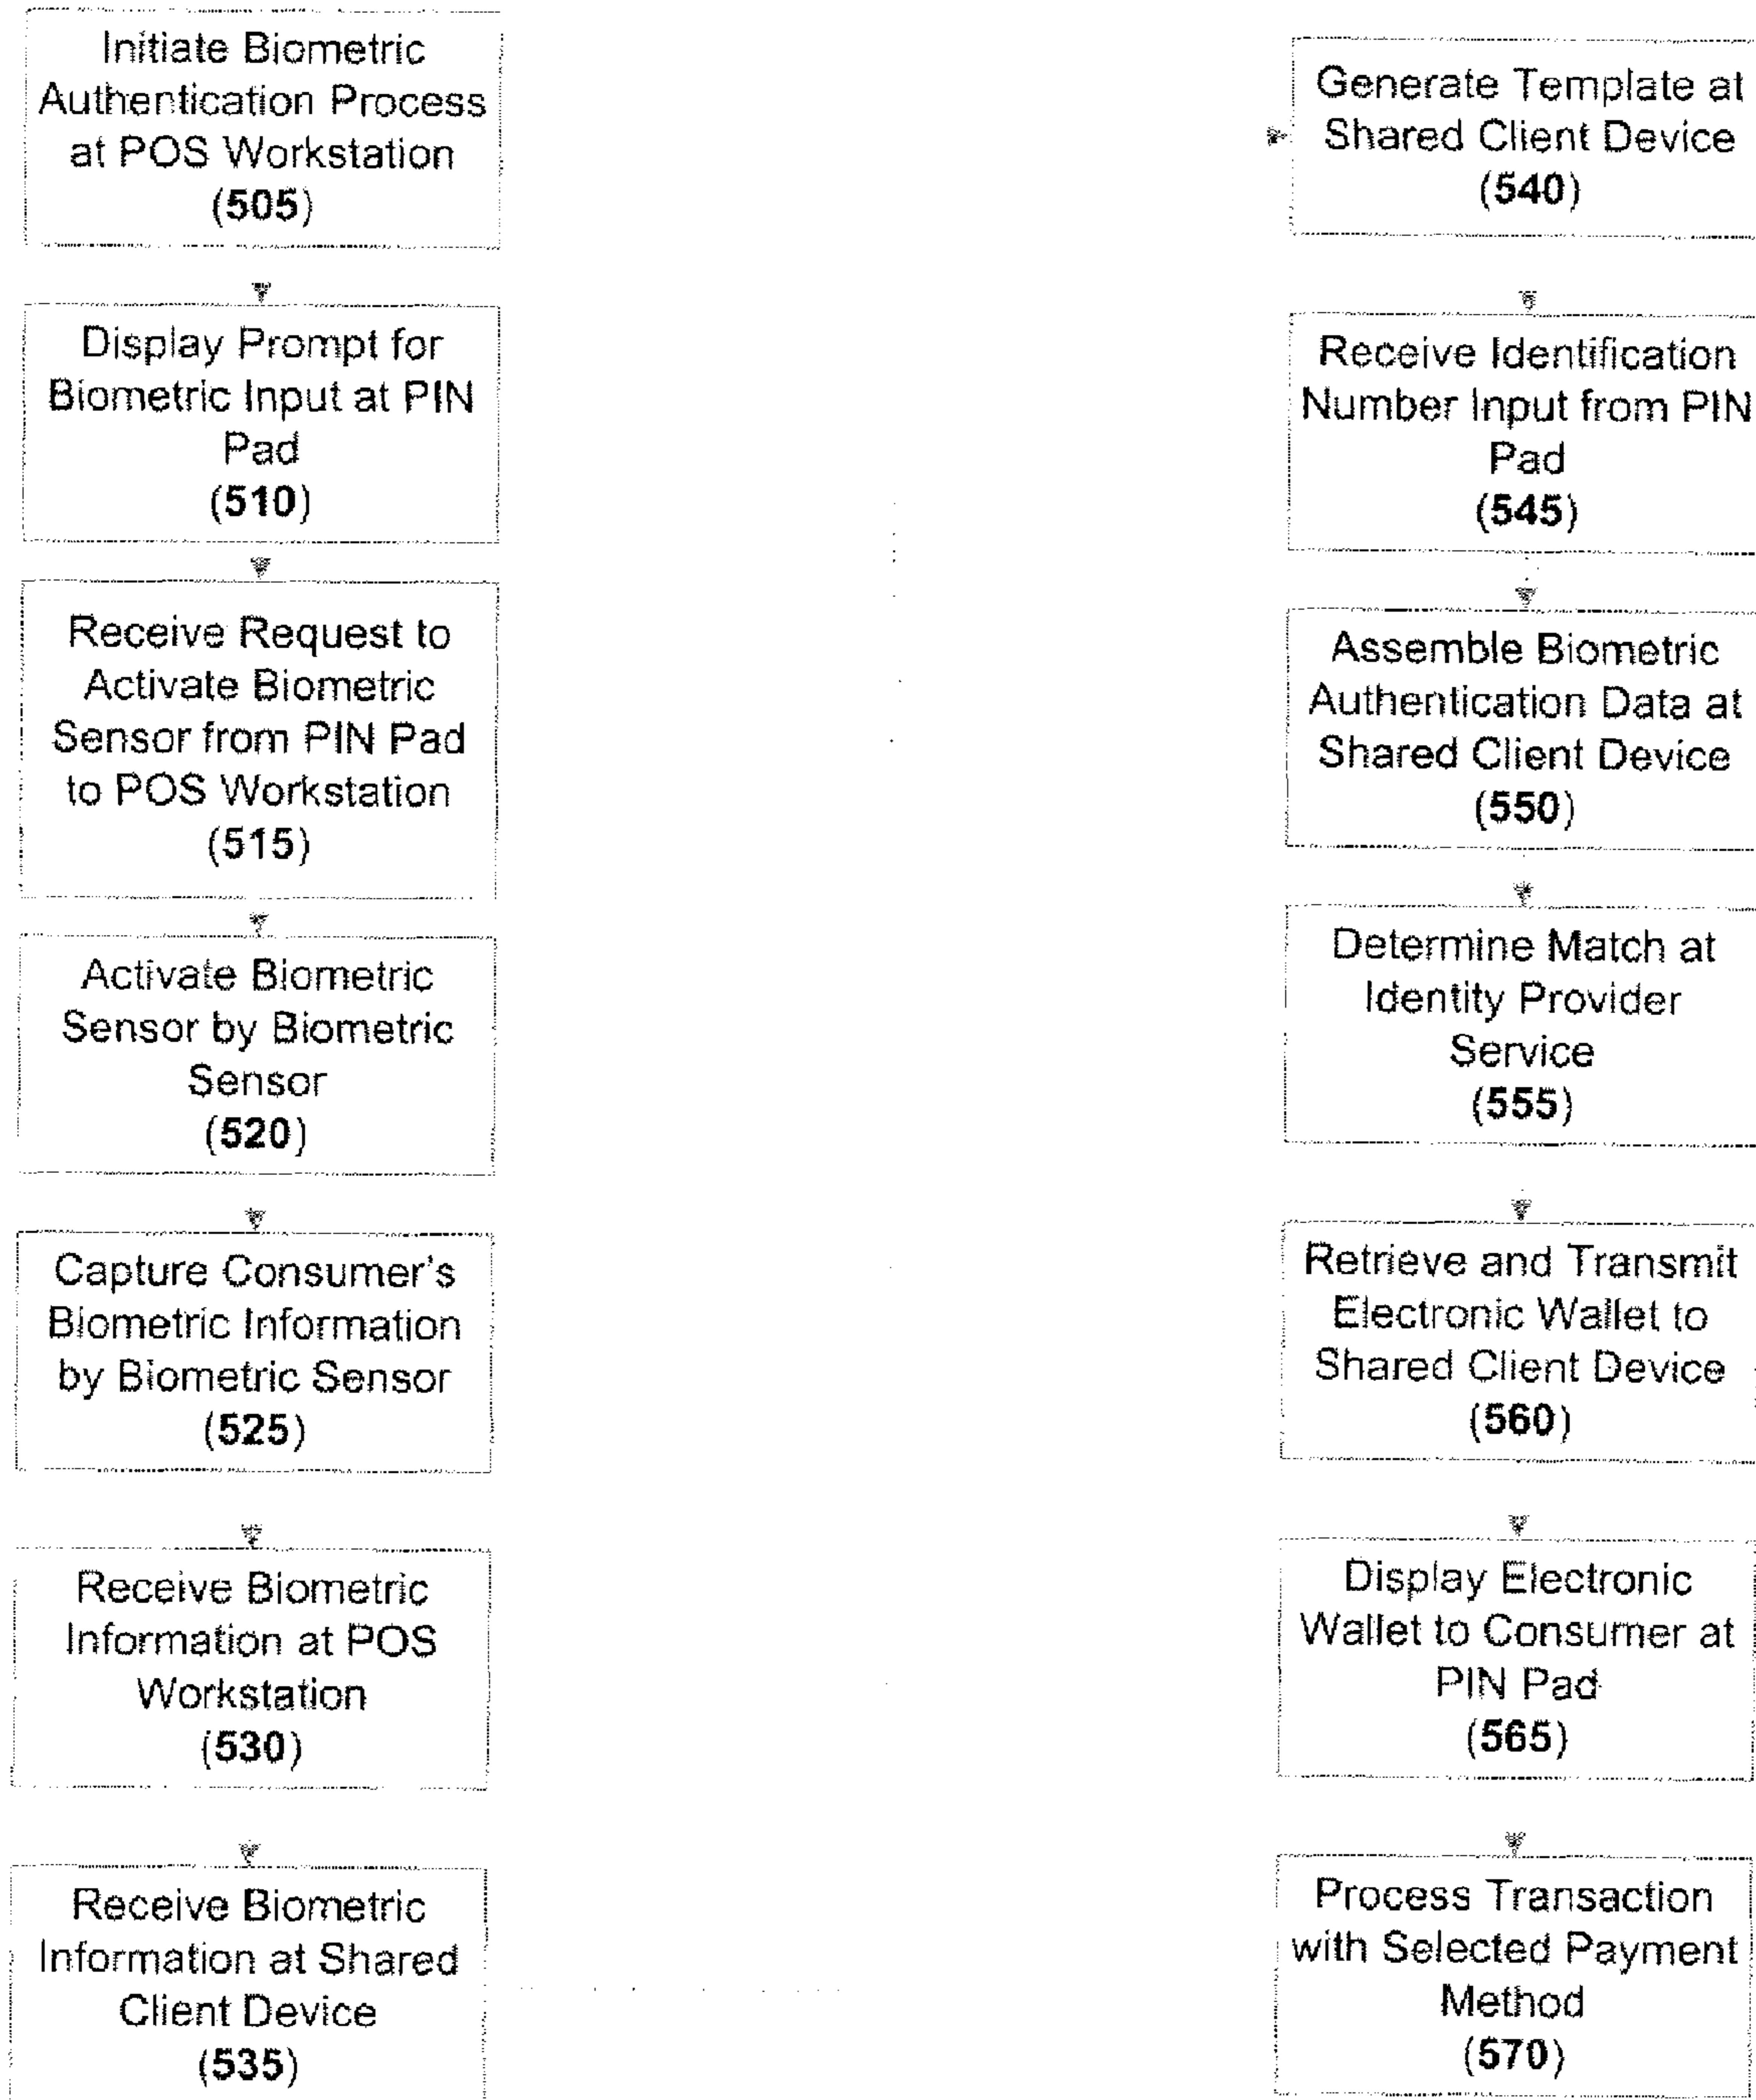 Initiate Biometric
Authentication Process
at POS Workstation
(505)
Display Prompt for
Biometric Input at PIN
Pad
(510)
Receive Request to
Activate Biometric
Sensor from PIN Pad
to POS Workstation
(515)
Activate Biometric
Sensor by Biometric
Sensor
(520)
Capture Consumer's
Biometric Information
by Biometric Sensor
(525)
Receive Biometric
Information at POS
Workstation
(530)
Receive Biometric
Information at Shared
Client Device
(535)
Generate Template at
Shared Client Device
(540)
Receive Identification
Number Input from PIN
Pad
(545)
Assemble Biometric
Authentication Data at
Shared Client Device
(550)
Determine Match at
Identity Provider
Service
(555)
Retrieve and Transmit
Electronic Wallet to
Shared Client Device
(560)
Display Electronic
Wallet to Consumer at
PIN Pad
(565)
Process Transaction
with Selected Payment
Method
(570)